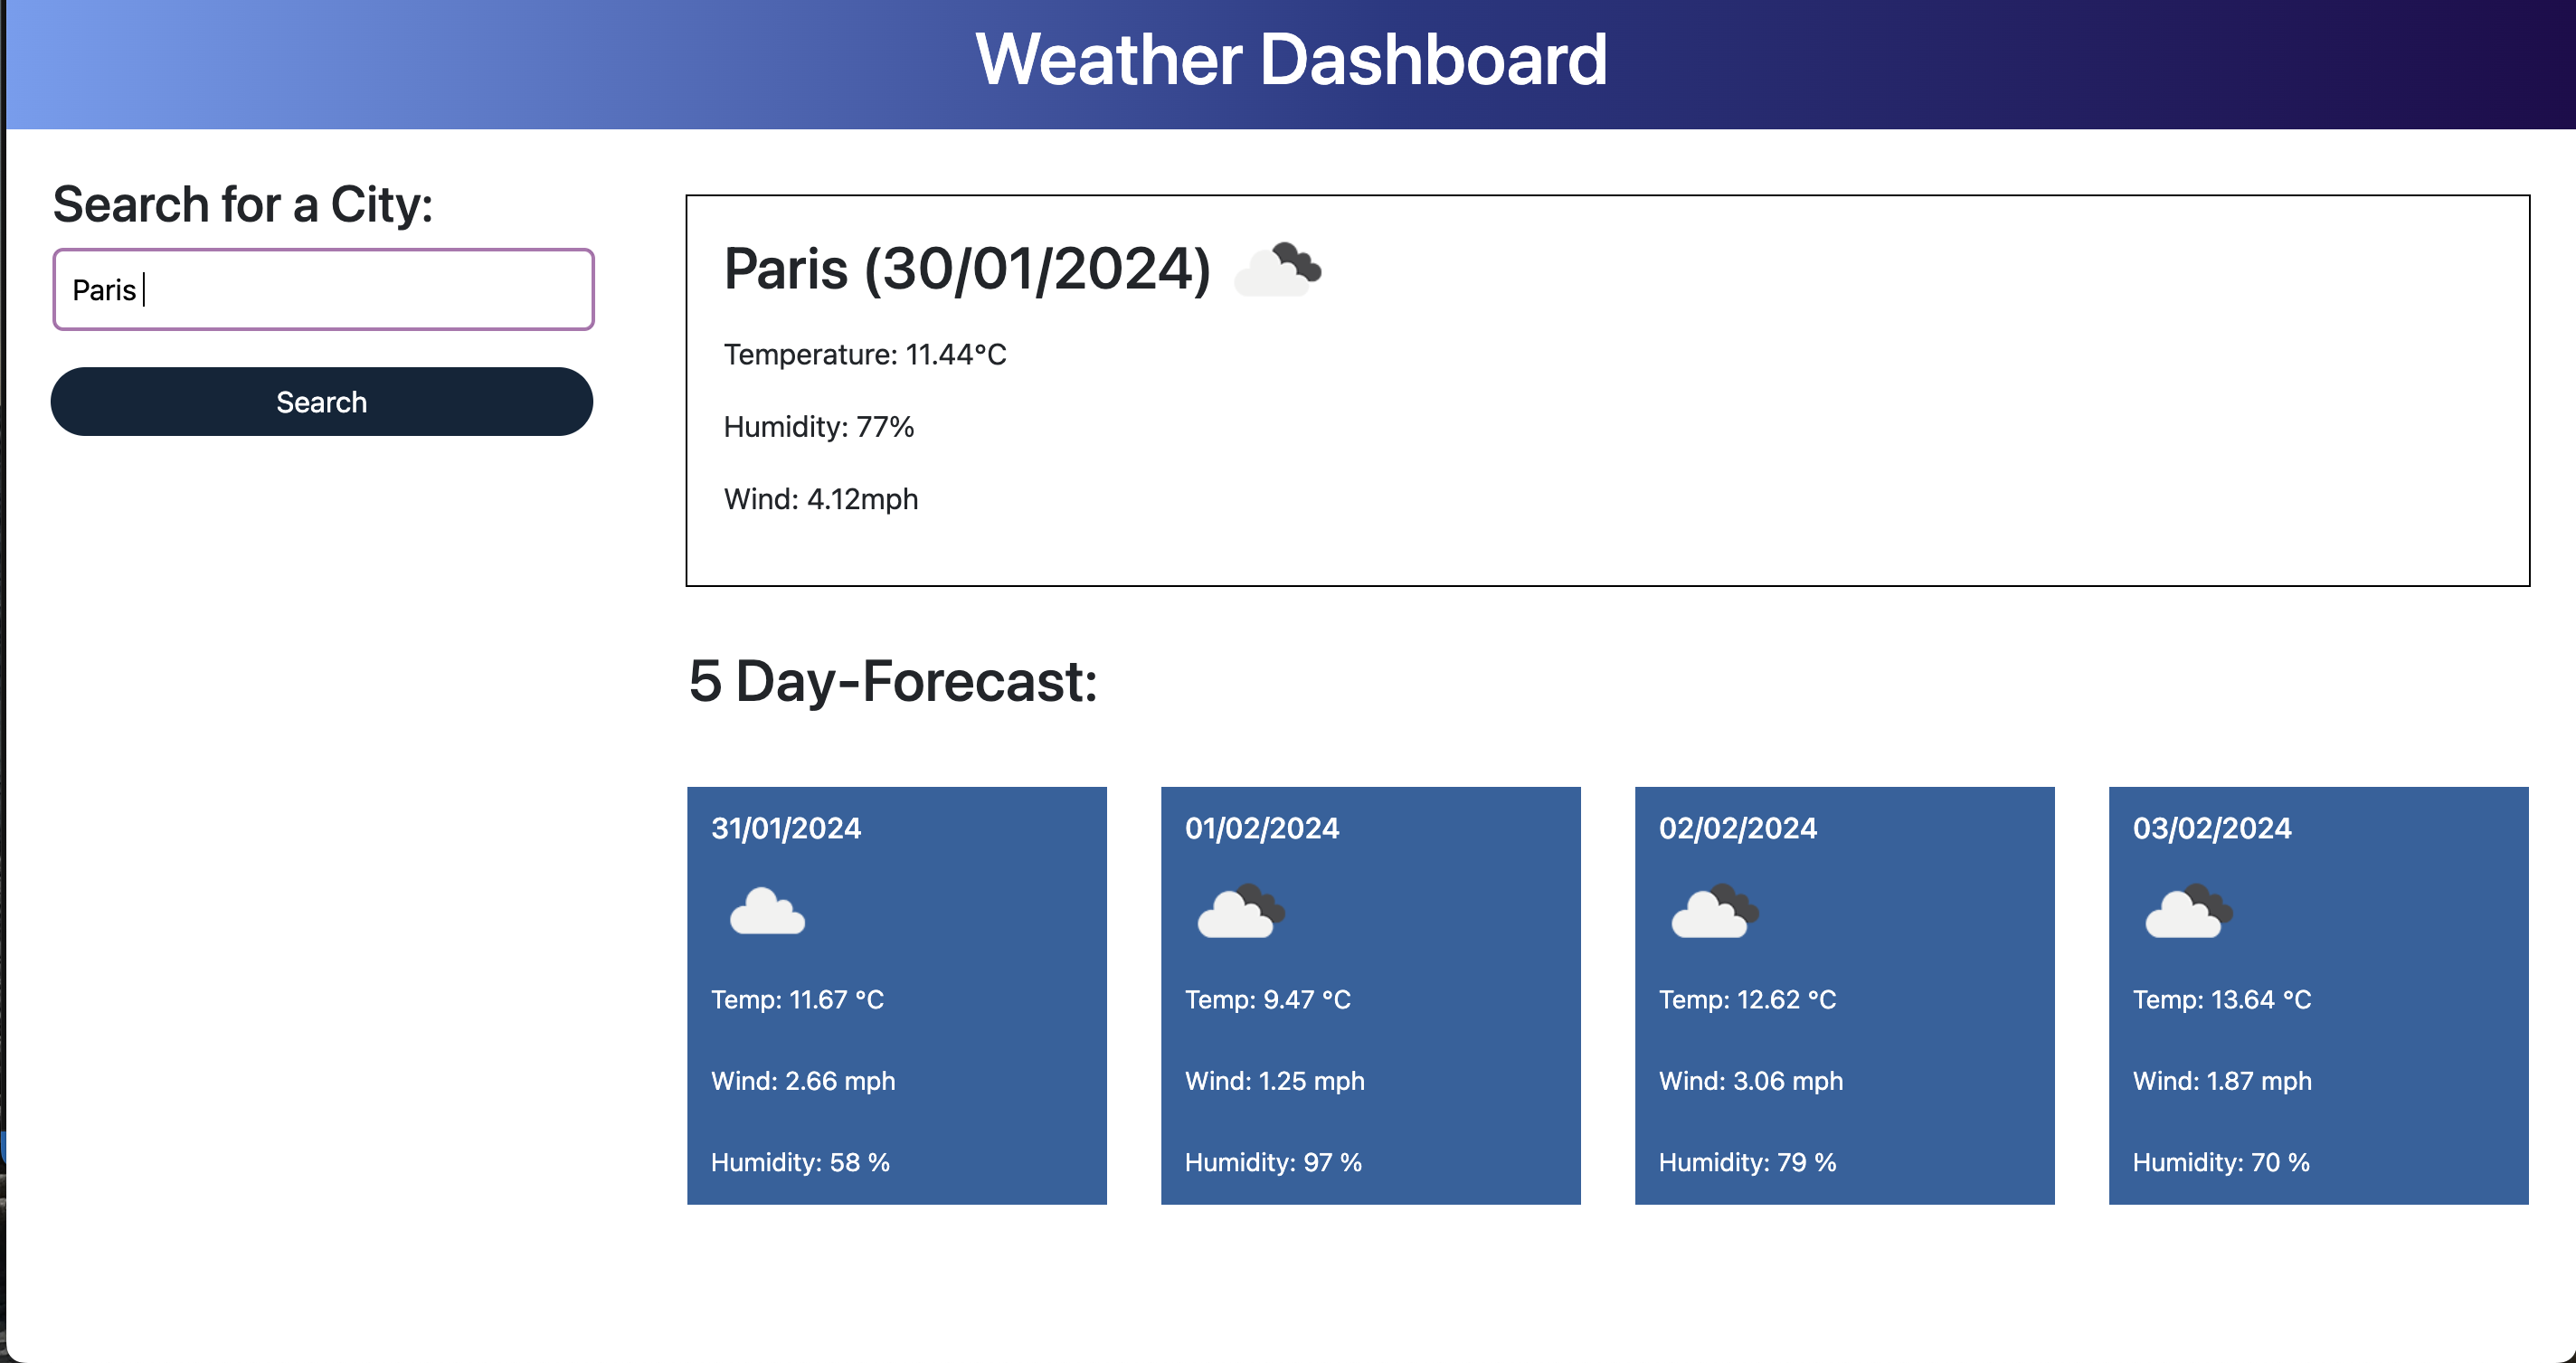 Weather Dashboard
Search for a City:
Paris
Search
Paris (30/01/2024)
Temperature: 11.44°C
Humidity: 77%
Wind: 4.12mph
5 Day-Forecast:
31/01/2024
Temp: 11.67 °C
Wind: 2.66 mph
Humidity: 58 %
01/02/2024
Temp: 9.47 °C
Wind: 1.25 mph
Humidity: 97 %
02/02/2024
Temp: 12.62 °C
Wind: 3.06 mph
Humidity: 79 %
03/02/2024
Temp: 13.64 °C
Wind: 1.87 mph
Humidity: 70 %